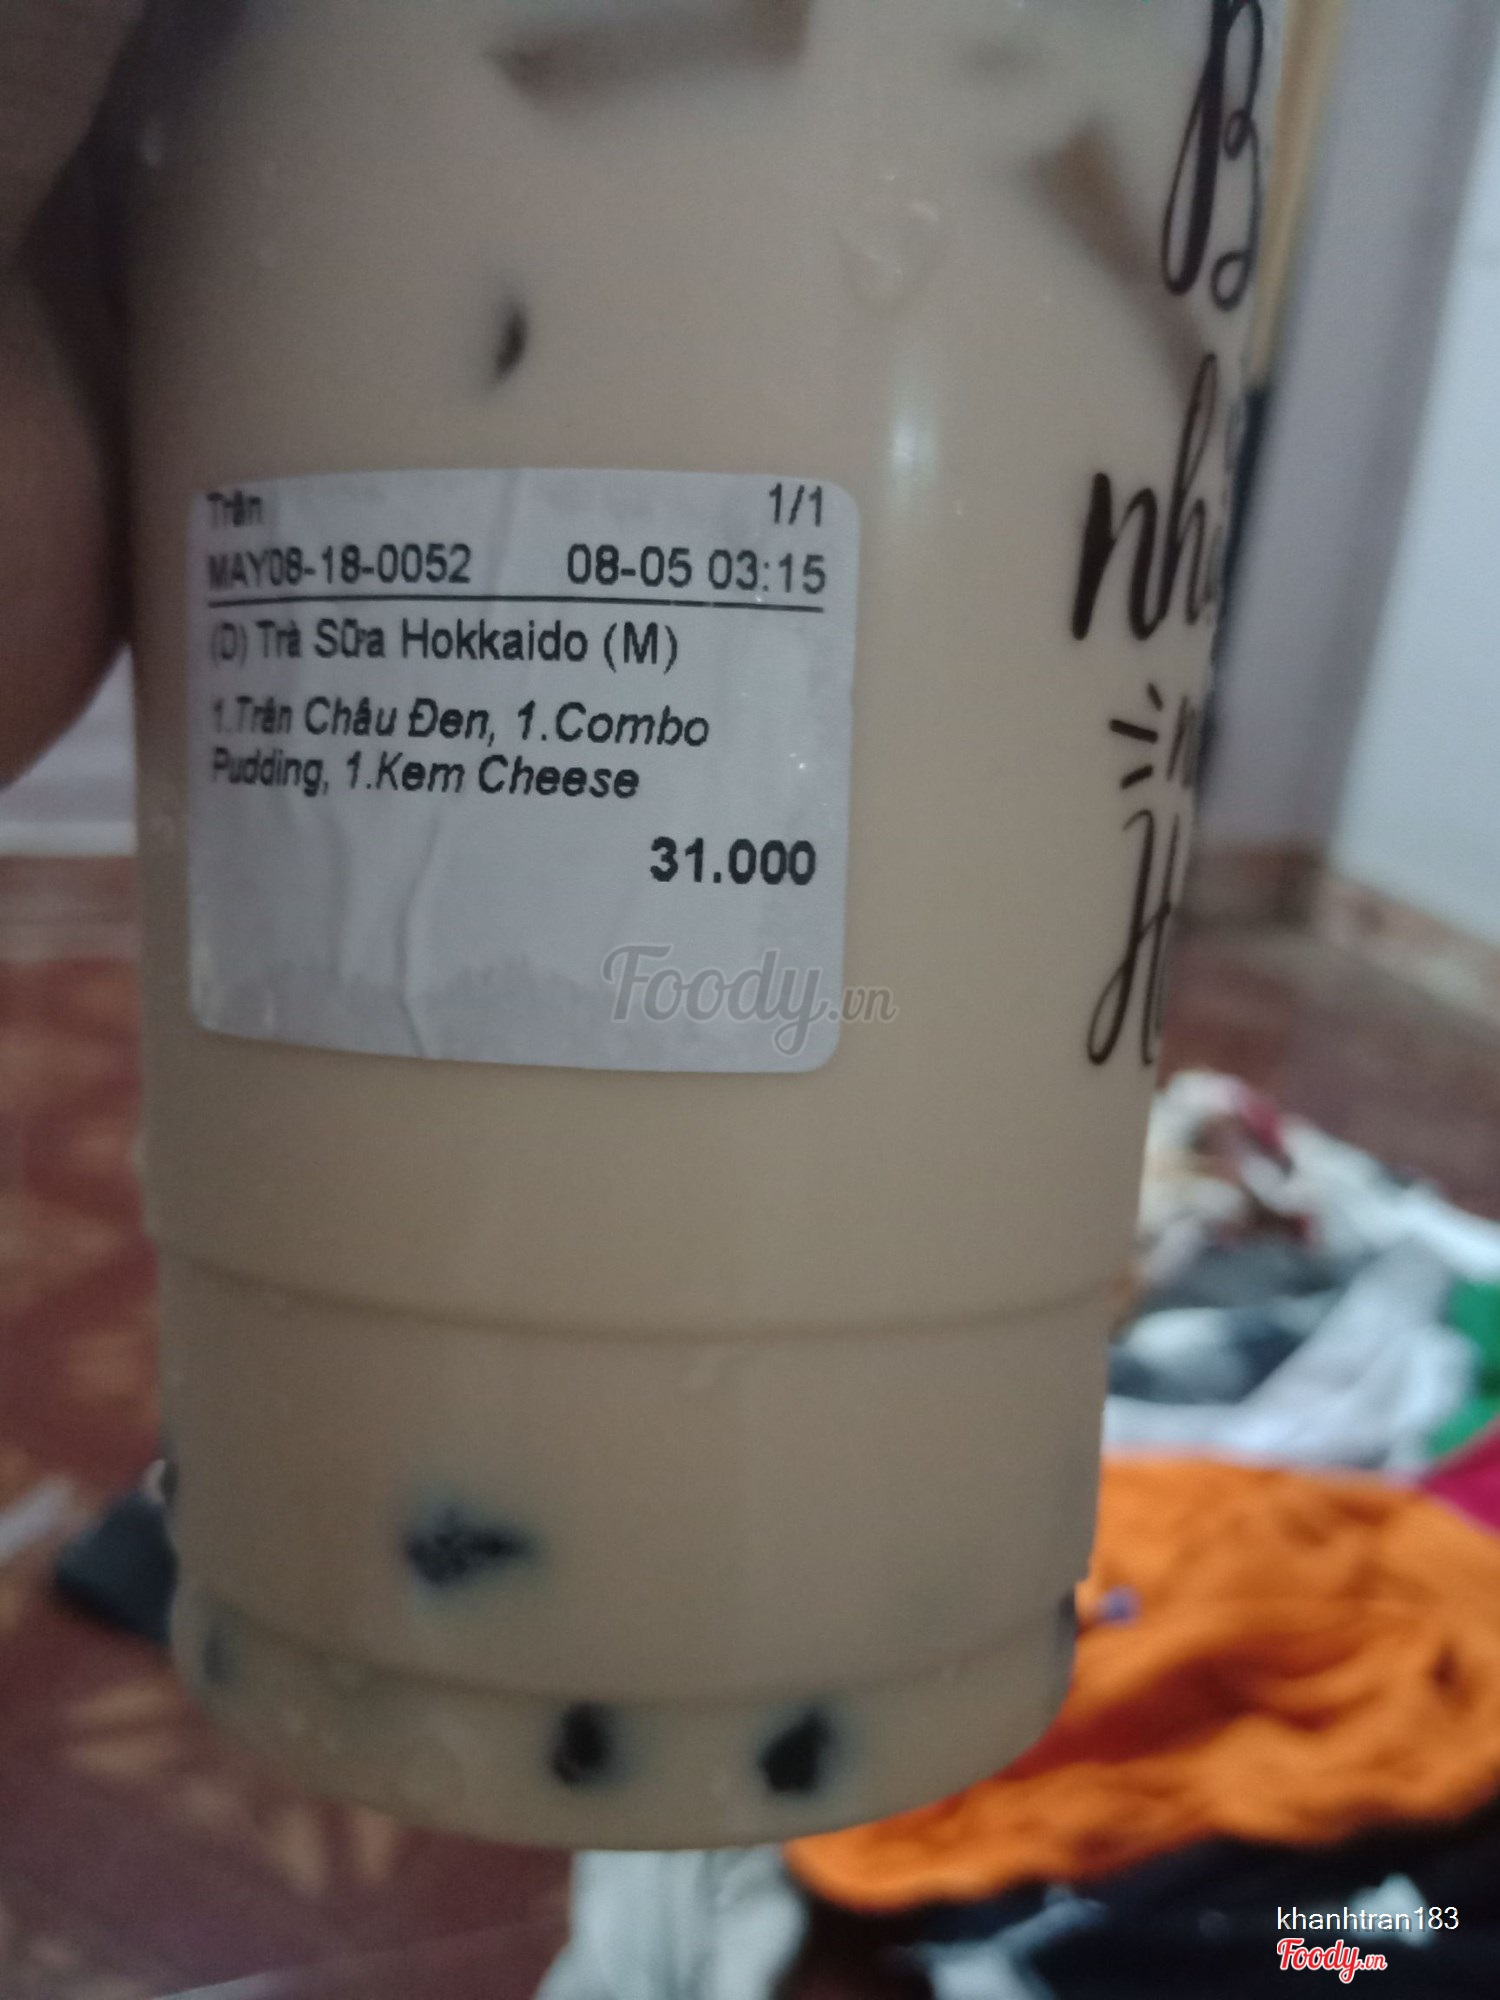 Trân 1/1
MAY08-18-0052 08-05 03:15
(D) Trà Sữa Hokkaido (M)
1.Trân Châu Đen, 1.Combo
Pudding, 1.Kem Cheese
31.000
Foody.vn
khanhtran183
Foody.vn